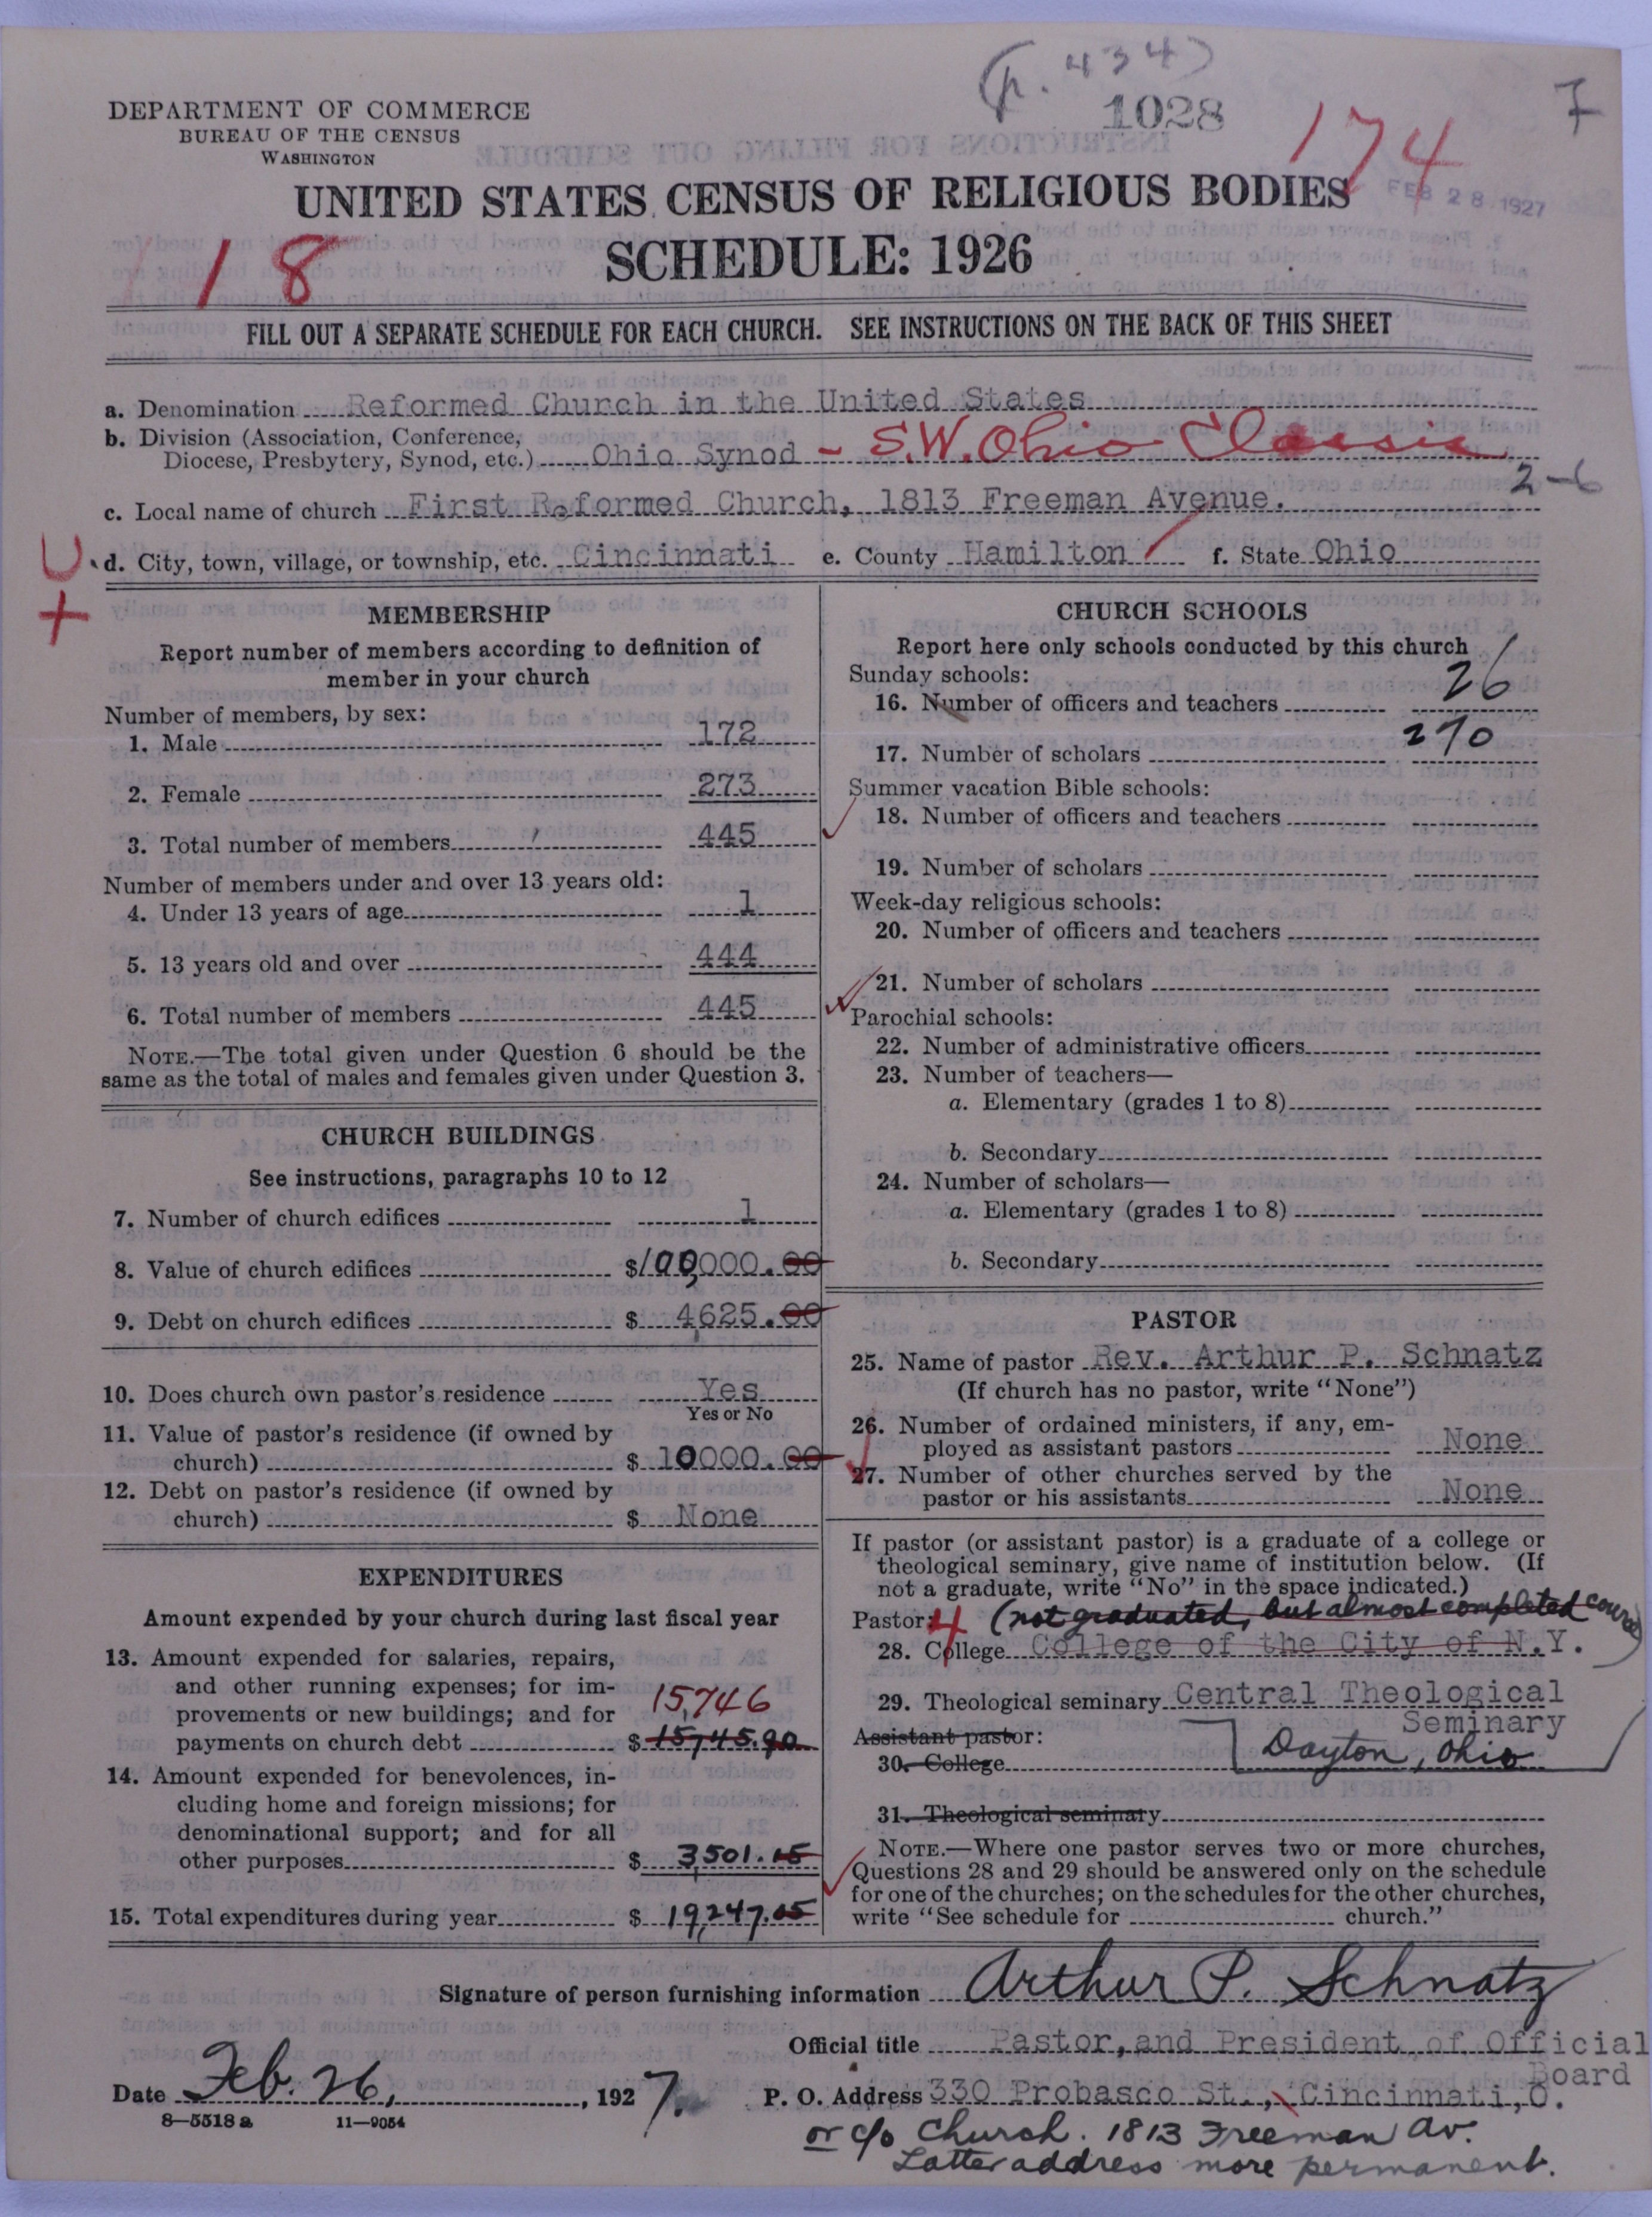 (p. 434)
1028
7
174
DEPARTMENT OF COMMERCE
BUREAU OF THE CENSUS
WASHINGTON
FEB 28 1927
UNITED STATES CENSUS OF RELIGIOUS BODIES
SCHEDULE: 1926
18
FILL OUT A SEPARATE SCHEDULE FOR EACH CHURCH. SEE INSTRUCTIONS ON THE BACK OF THIS SHEET
a. Denomination Reformed Church in the United States
b. Division (Association, Conference,
Diocese, Presbytery, Synod, etc.) Ohio Synod - S.W. Ohio Classis
2-6
c. Local name of church First Reformed Church, 1813 Freeman Avenue.
U d. City, town, village, or township, etc. Cincinnati e. County Hamilton / f. State Ohio
+
MEMBERSHIP
Report number of members according to definition of
member in your church
Number of members, by sex:
1. Male 172
2. Female 273
3. Total number of members 445
Number of members under and over 13 years old:
4. Under 13 years of age 1
5. 13 years old and over 444
6. Total number of members 445
NOTE.—The total given under Question 6 should be the
same as the total of males and females given under Question 3.
CHURCH BUILDINGS
See instructions, paragraphs 10 to 12
7. Number of church edifices 1
8. Value of church edifices $100,000.00
9. Debt on church edifices $ 4,625.00
10. Does church own pastor's residence Yes
Yes or No
11. Value of pastor's residence (if owned by
church) $ 10000.00
12. Debt on pastor's residence (if owned by
church) $ None
EXPENDITURES
Amount expended by your church during last fiscal year
13. Amount expended for salaries, repairs,
and other running expenses; for im-
provements or new buildings; and for 15,746
payments on church debt $ 15,745.90
14. Amount expended for benevolences, in-
cluding home and foreign missions; for
denominational support; and for all
other purposes $ 3,501.15
15. Total expenditures during year $ 19,247.05
CHURCH SCHOOLS
Report here only schools conducted by this church
Sunday schools:
16. Number of officers and teachers 26
17. Number of scholars 270
Summer vacation Bible schools:
18. Number of officers and teachers
19. Number of scholars
Week-day religious schools:
20. Number of officers and teachers
21. Number of scholars
Parochial schools:
22. Number of administrative officers
23. Number of teachers—
a. Elementary (grades 1 to 8)
b. Secondary
24. Number of scholars—
a. Elementary (grades 1 to 8)
b. Secondary
PASTOR
25. Name of pastor Rev. Arthur P. Schnatz
(If church has no pastor, write "None")
26. Number of ordained ministers, if any, em-
ployed as assistant pastors None
27. Number of other churches served by the
pastor or his assistants None
If pastor (or assistant pastor) is a graduate of a college or
theological seminary, give name of institution below. (If
not a graduate, write "No" in the space indicated.)
Pastor: 4 (not graduated, but almost completed course)
28. College College of the City of N.Y.
29. Theological seminary Central Theological
Seminary
Assistant pastor:
Dayton, Ohio
30. College
31. Theological seminary
NOTE.—Where one pastor serves two or more churches,
Questions 28 and 29 should be answered only on the schedule
for one of the churches; on the schedules for the other churches,
write "See schedule for church."
Signature of person furnishing information Arthur P. Schnatz
Official title Pastor, and President of Official
Board
Date Feb. 26, 1927. P. O. Address 330 Probasco St., Cincinnati, O.
8—5518 a 11—9054
or c/o Church. 1813 Freeman Av.
Latter address more permanent.